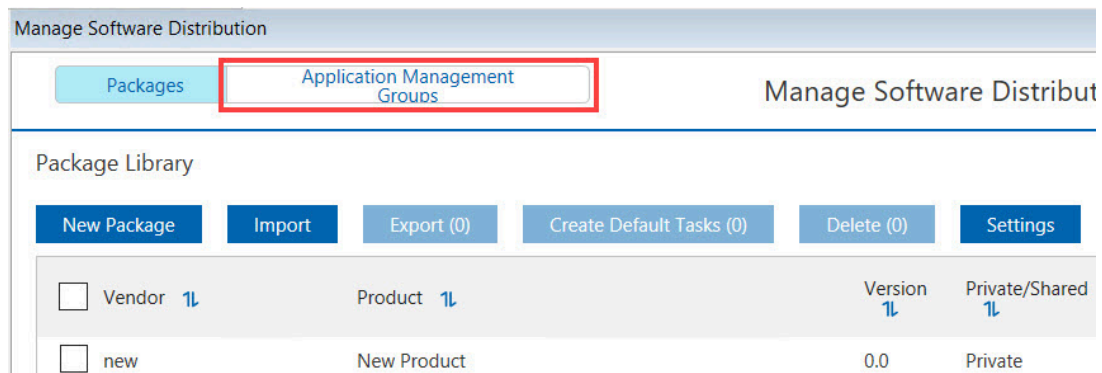 Manage Software Distribution
Packages
Application Management
Groups
Manage Software Distribut
Package Library
New Package Import Export (0) Create Default Tasks (0) Delete (0) Settings
Vendor Product Version Private/Shared
new New Product 0.0 Private